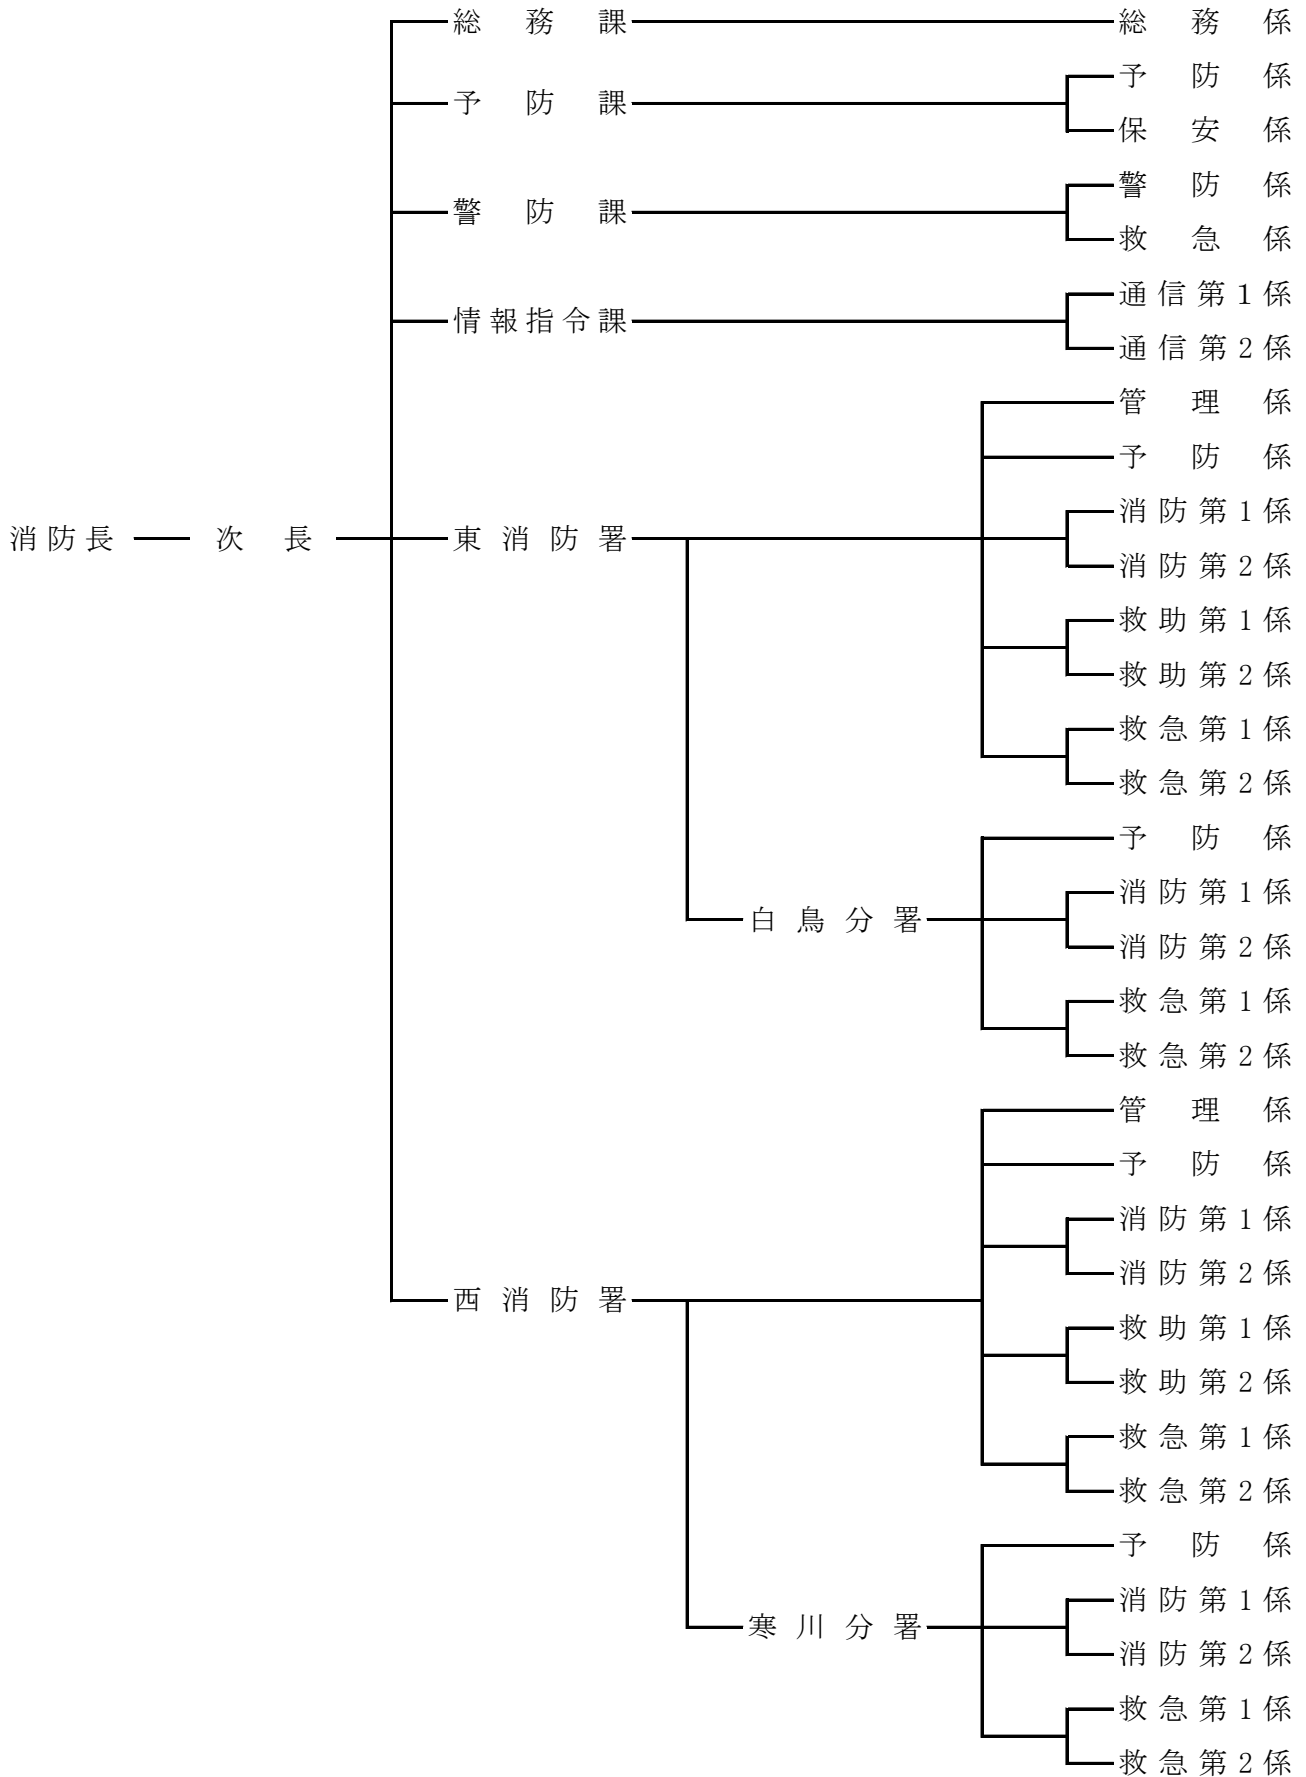 総務課 総務係
予防係
予防課
保安係
警防係
警防課
救急係
通信第1係
情報指令課
通信第2係
管理係
予防係
消防第1係
消防長 次長 東消防署
消防第2係
救助第1係
救助第2係
救急第1係
救急第2係
予防係
消防第1係
白鳥分署
消防第2係
救急第1係
救急第2係
管理係
予防係
消防第1係
消防第2係
西消防署
救助第1係
救助第2係
救急第1係
救急第2係
予防係
消防第1係
寒川分署
消防第2係
救急第1係
救急第2係